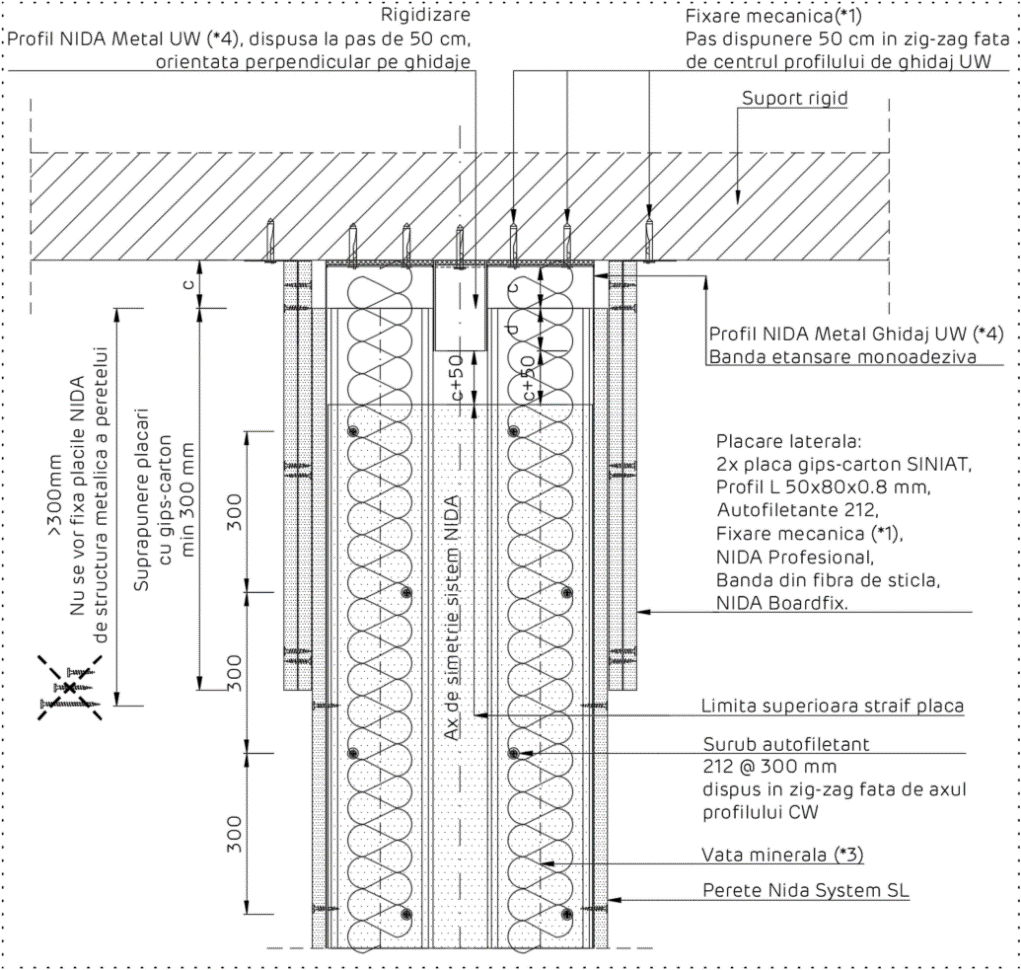 Rigidizare
Profil NIDA Metal UW (*4), dispusa la pas de 50 cm,
orientata perpendicular pe ghidaje
Fixare mecanica(*1)
Pas dispunere 50 cm in zig-zag fata
de centrul profilului de ghidaj UW
Suport rigid
c
c
d
c+50
c+50
Profil NIDA Metal Ghidaj UW (*4)
Banda etansare monoadeziva
>300mm
Nu se vor fixa placile NIDA
de structura metalica a peretelui
Suprapunere placari
cu gips-carton
min 300 mm
300
300
300
Ax de simetrie sistem NIDA
Placare laterala:
2x placa gips-carton SINIAT,
Profil L 50x80x0.8 mm,
Autofiletante 212,
Fixare mecanica (*1),
NIDA Profesional,
Banda din fibra de sticla,
NIDA Boardfix.
Limita superioara straif placa
Surub autofiletant
212 @ 300 mm
dispus in zig-zag fata de axul
profilului CW
Vata minerala (*3)
Perete Nida System SL